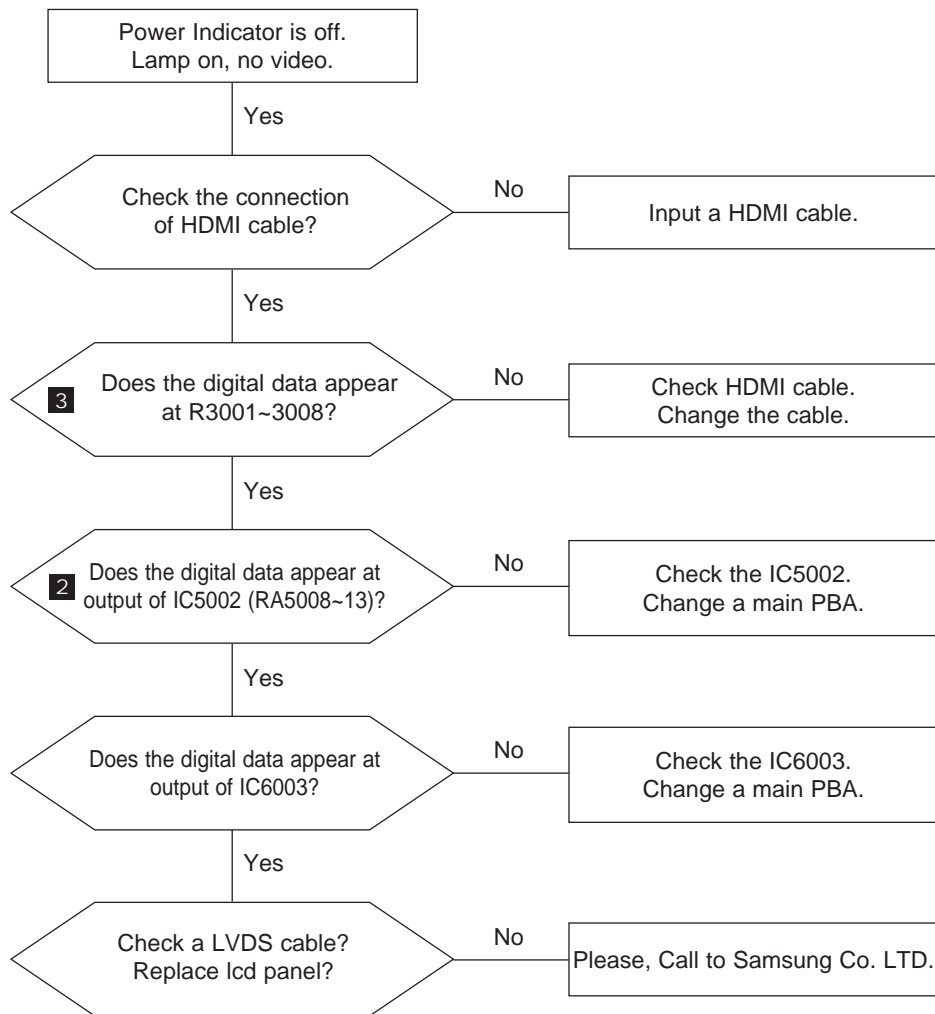 Power Indicator is off.
Lamp on, no video.
Yes
Check the connection
of HDMI cable?
No
Input a HDMI cable.
Yes
3
Does the digital data appear
at R3001~3008?
No
Check HDMI cable.
Change the cable.
Yes
2
Does the digital data appear at
output of IC5002 (RA5008~13)?
No
Check the IC5002.
Change a main PBA.
Yes
Does the digital data appear at
output of IC6003?
No
Check the IC6003.
Change a main PBA.
Yes
Check a LVDS cable?
Replace lcd panel?
No
Please, Call to Samsung Co. LTD.